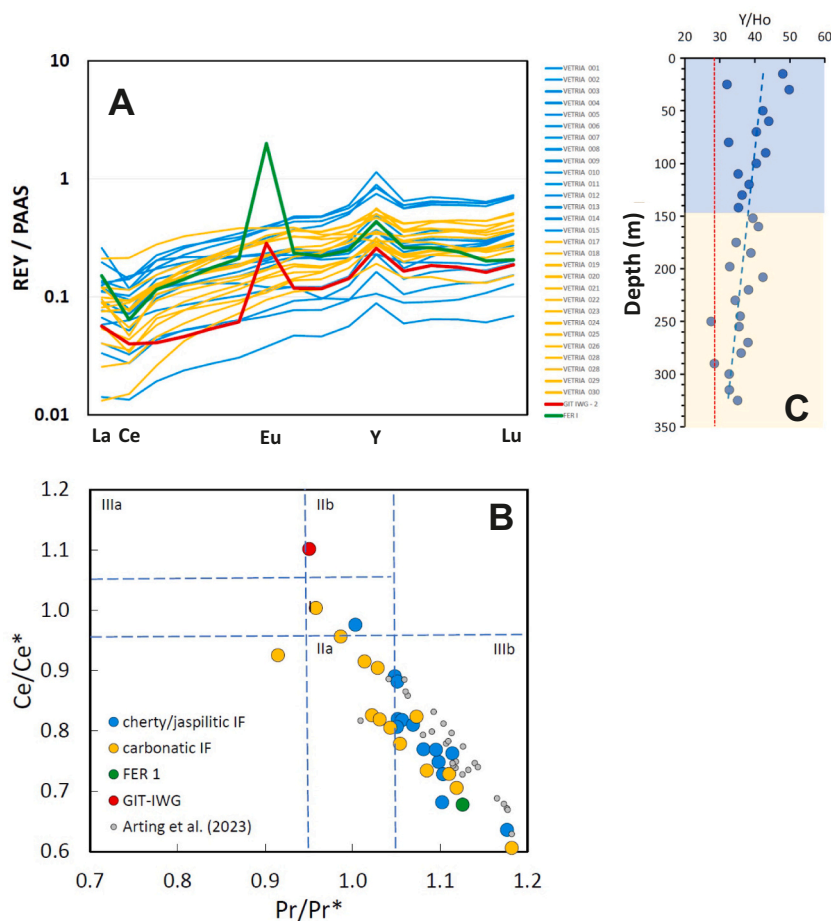 10
1
0.1
0.01
REY / PAAS
A
La Ce Eu Y Lu
VETRIA 001
VETRIA 002
VETRIA 003
VETRIA 004
VETRIA 005
VETRIA 006
VETRIA 007
VETRIA 008
VETRIA 009
VETRIA 010
VETRIA 011
VETRIA 012
VETRIA 013
VETRIA 014
VETRIA 015
VETRIA 017
VETRIA 018
VETRIA 019
VETRIA 020
VETRIA 021
VETRIA 022
VETRIA 023
VETRIA 024
VETRIA 025
VETRIA 026
VETRIA 028
VETRIA 028
VETRIA 029
VETRIA 030
GIT IWG - 2
FER I
Y/Ho
20 30 40 50 60
0
50
100
150
200
250
300
350
Depth (m)
C
1.2
1.1
1.0
0.9
0.8
0.7
0.6
Ce/Ce*
IIIa
IIb
B
I
IIa
IIIb
cherty/jaspilitic IF
carbonatic IF
FER 1
GIT-IWG
Arting et al. (2023)
0.7 0.8 0.9 1.0 1.1 1.2
Pr/Pr*